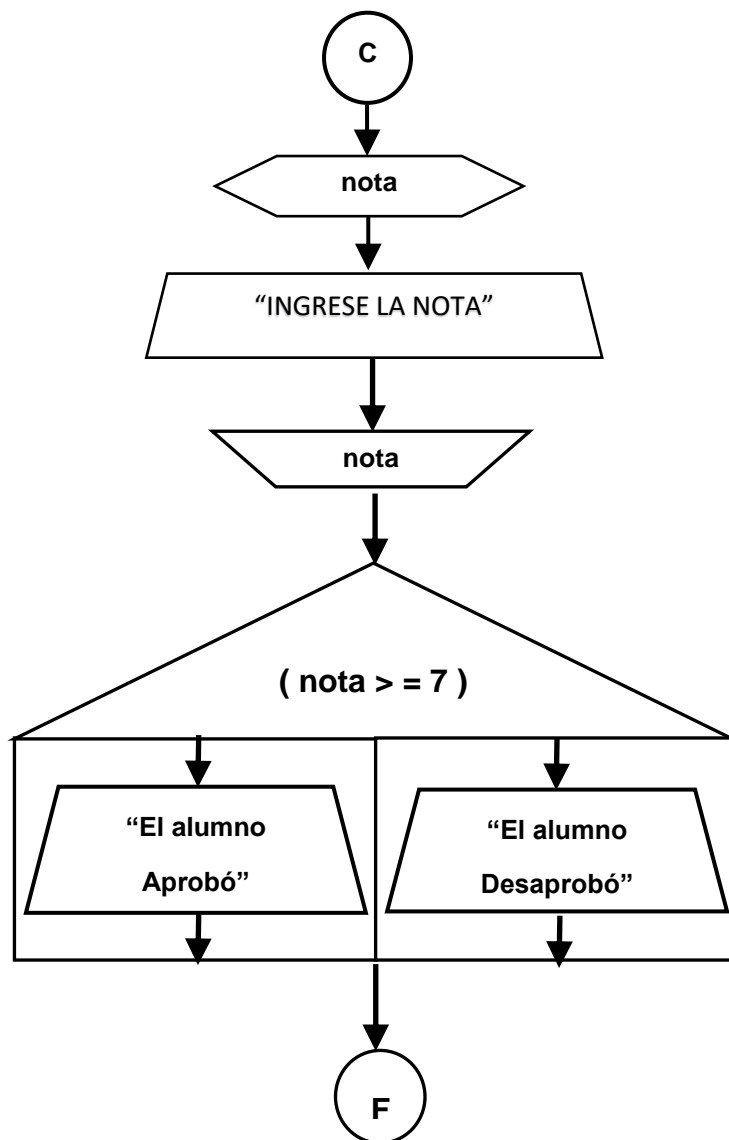 C
nota
“INGRESE LA NOTA”
nota
( nota > = 7 )
“El alumno
Aprobó”
“El alumno
Desaprobó”
F